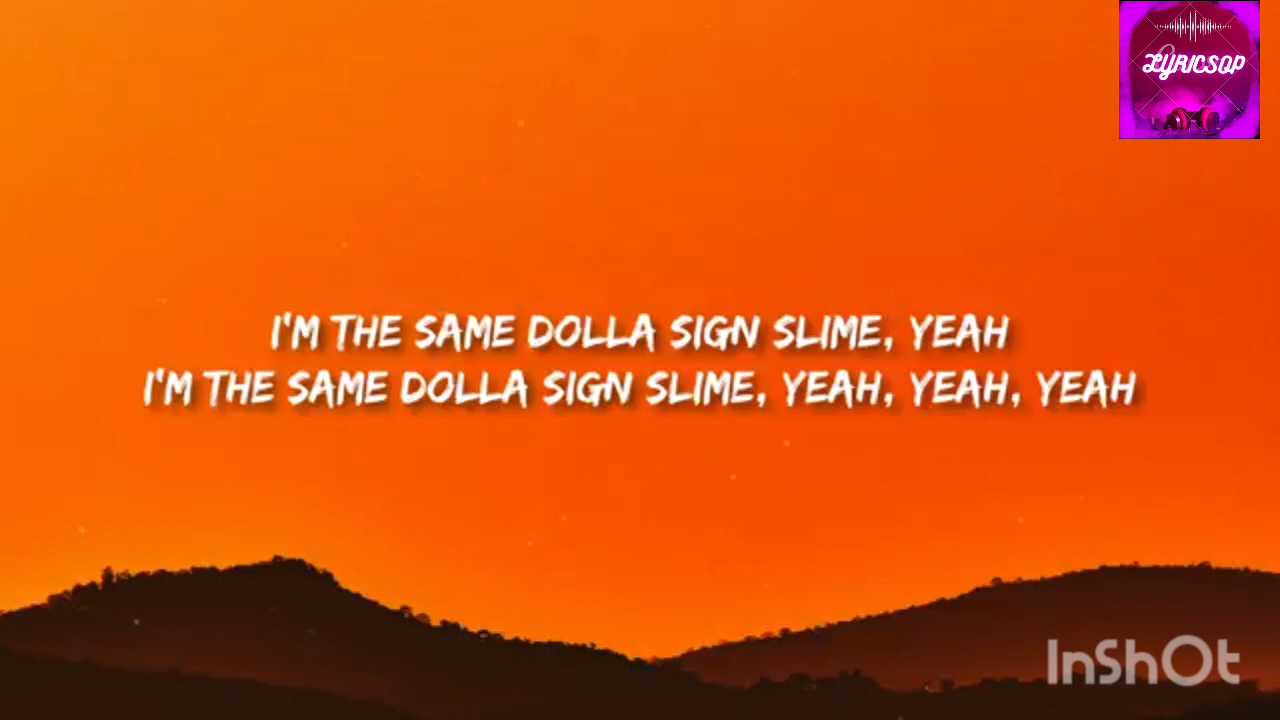 LYRICSOP
I'M THE SAME DOLLA SIGN SLIME, YEAH
I'M THE SAME DOLLA SIGN SLIME, YEAH, YEAH, YEAH
InShOt